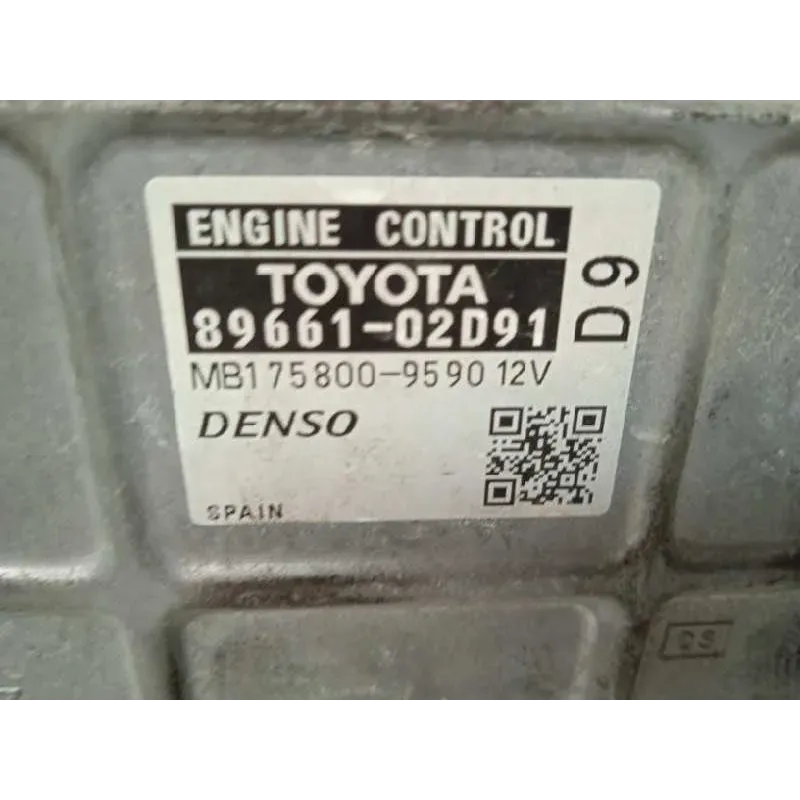 ENGINE CONTROL
TOYOTA
89661-02D91
D9
MB175800-9590 12V
DENSO
SPAIN